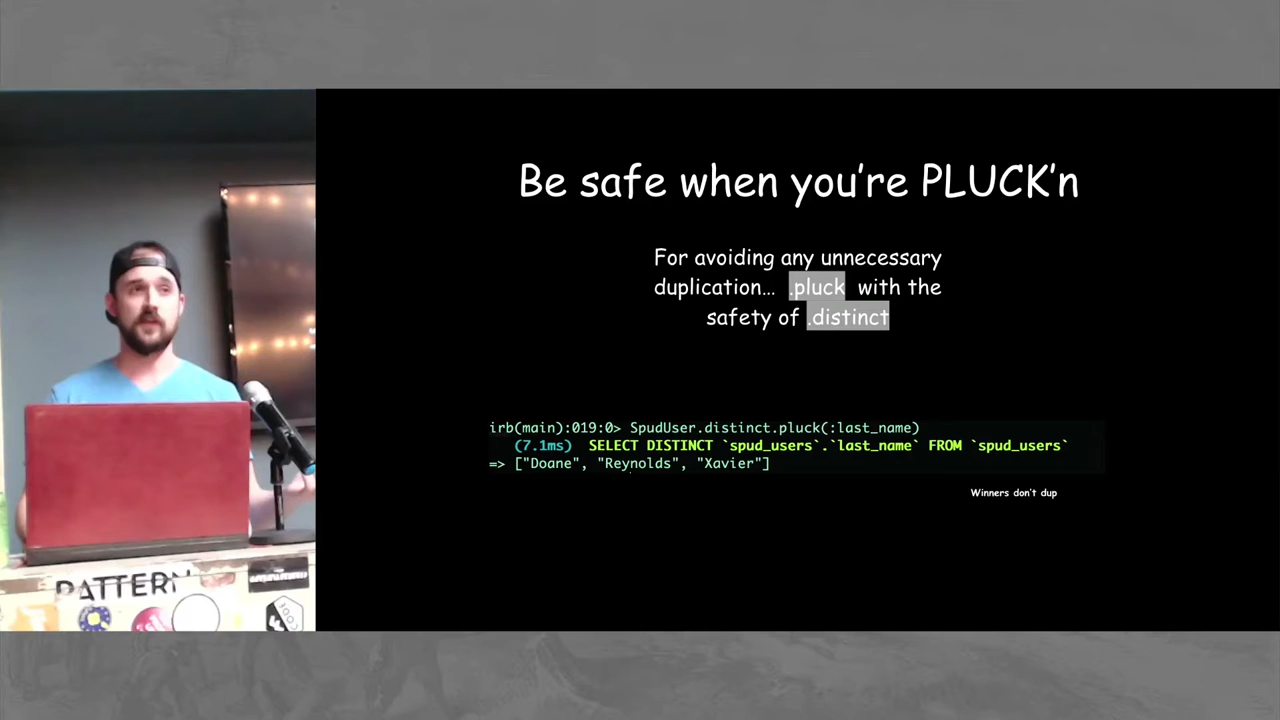 Be safe when you're PLUCK'n
For avoiding any unnecessary
duplication... .pluck with the
safety of .distinct
irb(main):019:0> SpudUser.distinct.pluck(:last_name)
(7.1ms) SELECT DISTINCT `spud_users`.`last_name` FROM `spud_users`
=> ["Doane", "Reynolds", "Xavier"]
Winners don't dup
PATTERN
CODE